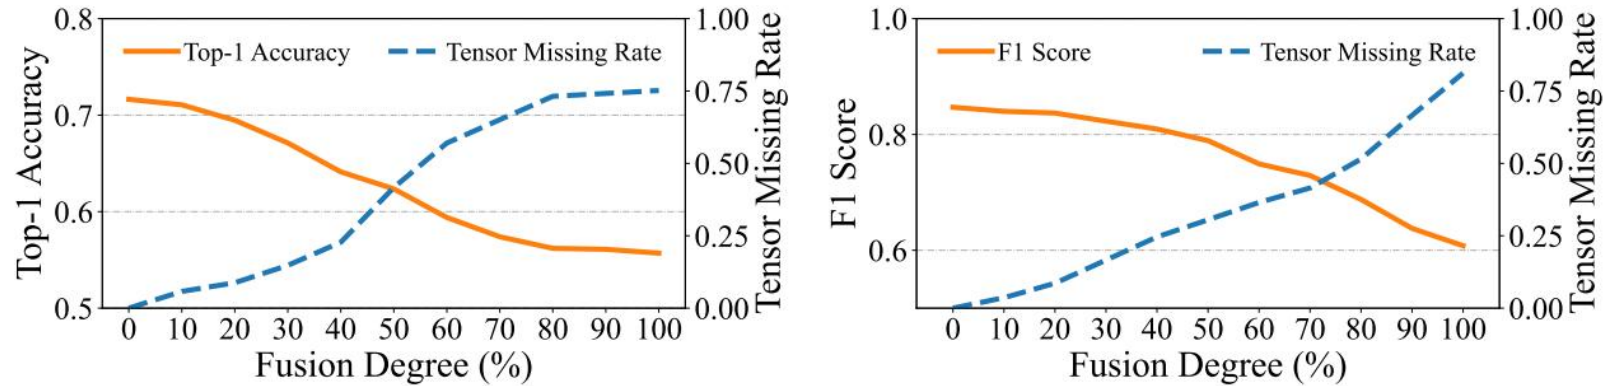 Top-1 Accuracy
0.8
0.7
0.6
0.5
Top-1 Accuracy
Tensor Missing Rate
1.00
0.75
0.50
0.25
0.00
Tensor Missing Rate
0 10 20 30 40 50 60 70 80 90 100
Fusion Degree (%)
F1 Score
1.0
0.8
0.6
F1 Score
Tensor Missing Rate
1.00
0.75
0.50
0.25
0.00
Tensor Missing Rate
0 10 20 30 40 50 60 70 80 90 100
Fusion Degree (%)